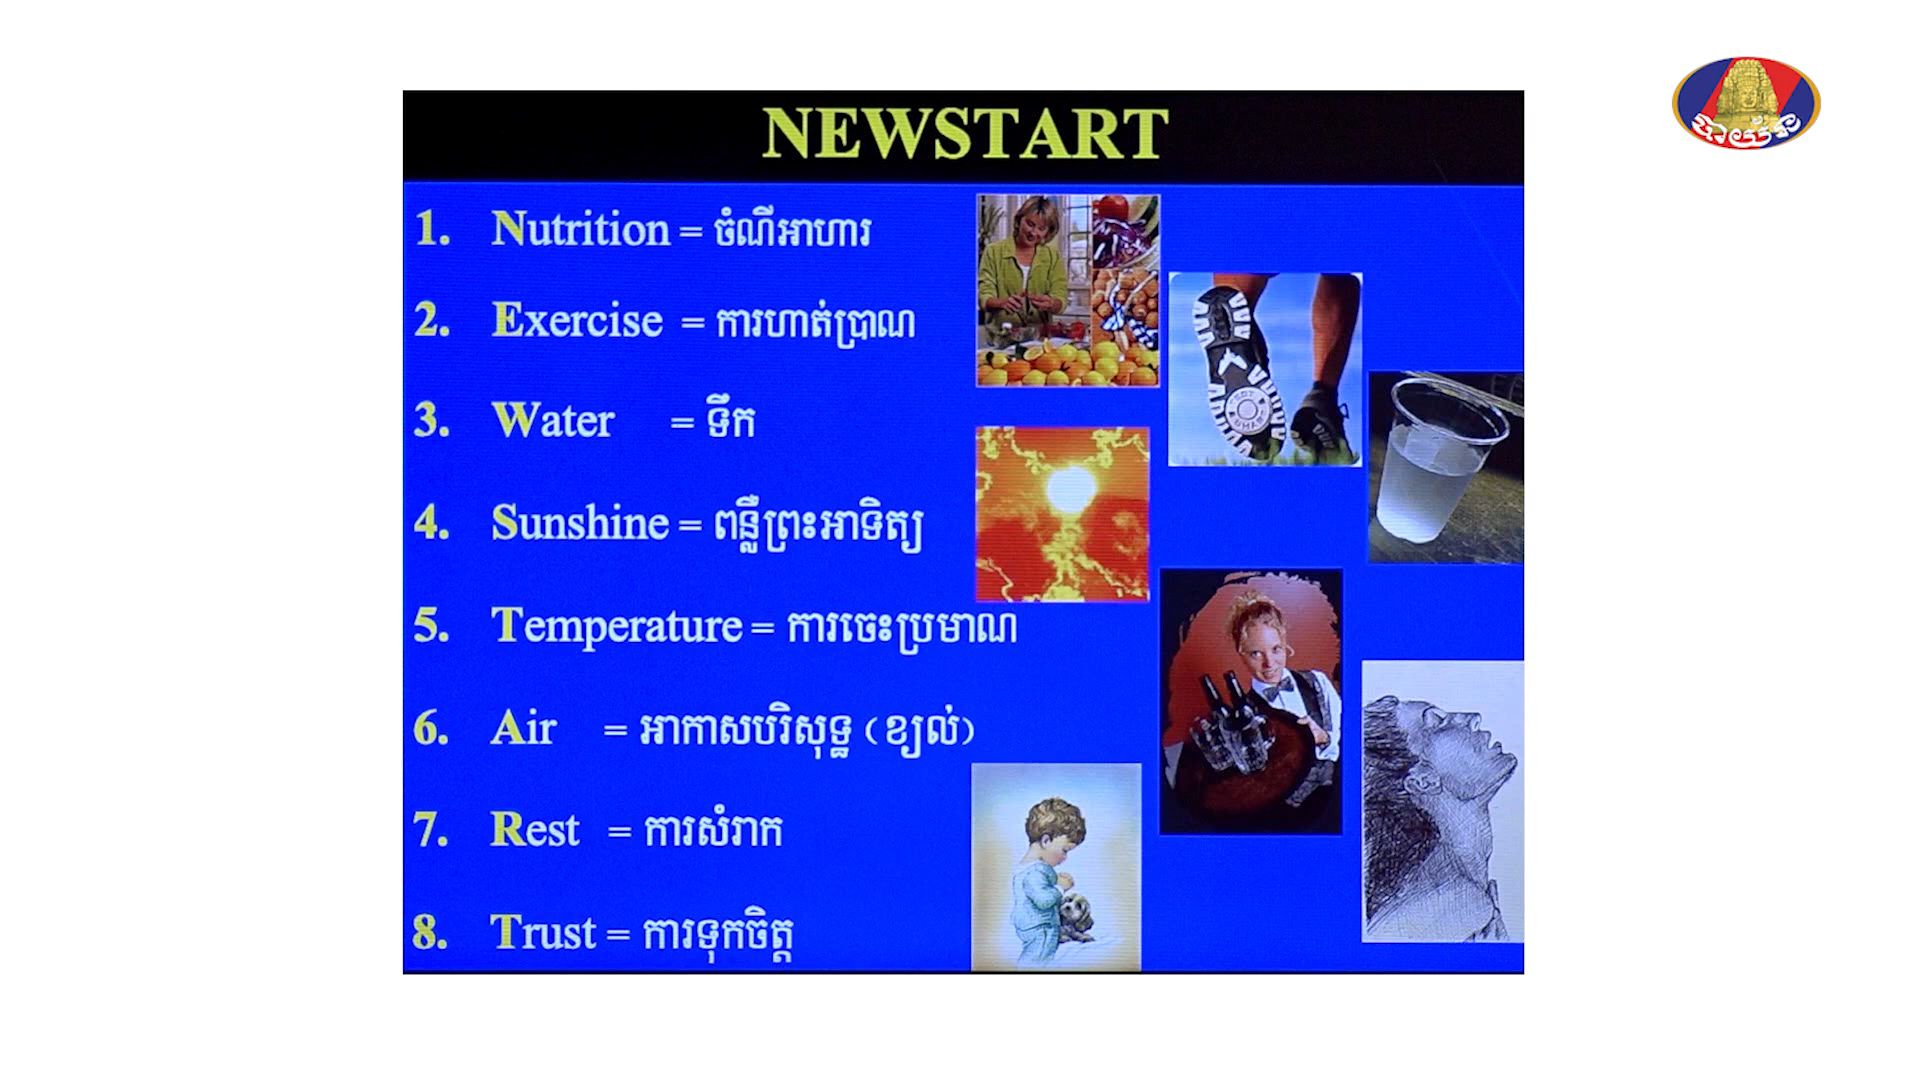 NEWSTART
1. Nutrition = ចំណីអាហារ
2. Exercise = ការហាត់ប្រាណ
3. Water = ទឹក
4. Sunshine = ពន្លឺព្រះអាទិត្យ
5. Temperature = ការចេះប្រមាណ
6. Air = អាកាសបរិសុទ្ធ (ខ្យល់)
7. Rest = ការសំរាក
8. Trust = ការទុកចិត្ត
បាយ័ន